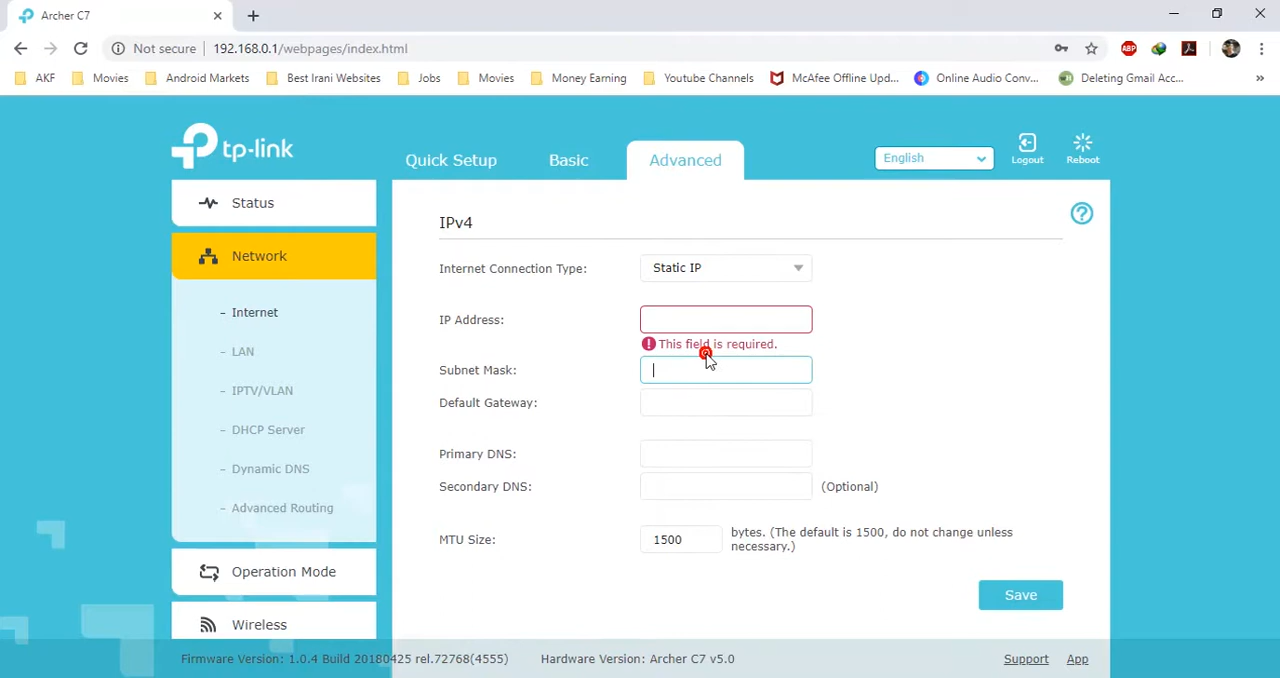 Archer C7
Not secure 192.168.0.1/webpages/index.html
ABP
AKF Movies Android Markets Best Irani Websites Jobs Movies Money Earning Youtube Channels McAfee Offline Upd... Online Audio Conv... Deleting Gmail Acc... »
tp-link
Quick Setup Basic Advanced English Logout Reboot
Status
Network
- Internet
- LAN
- IPTV/VLAN
- DHCP Server
- Dynamic DNS
- Advanced Routing
Operation Mode
Wireless
IPv4 ?
Internet Connection Type: Static IP
IP Address:
! This field is required.
Subnet Mask:
Default Gateway:
Primary DNS:
Secondary DNS: (Optional)
MTU Size: 1500 bytes. (The default is 1500, do not change unless
necessary.)
Save
Firmware Version: 1.0.4 Build 20180425 rel.72768(4555) Hardware Version: Archer C7 v5.0 Support App